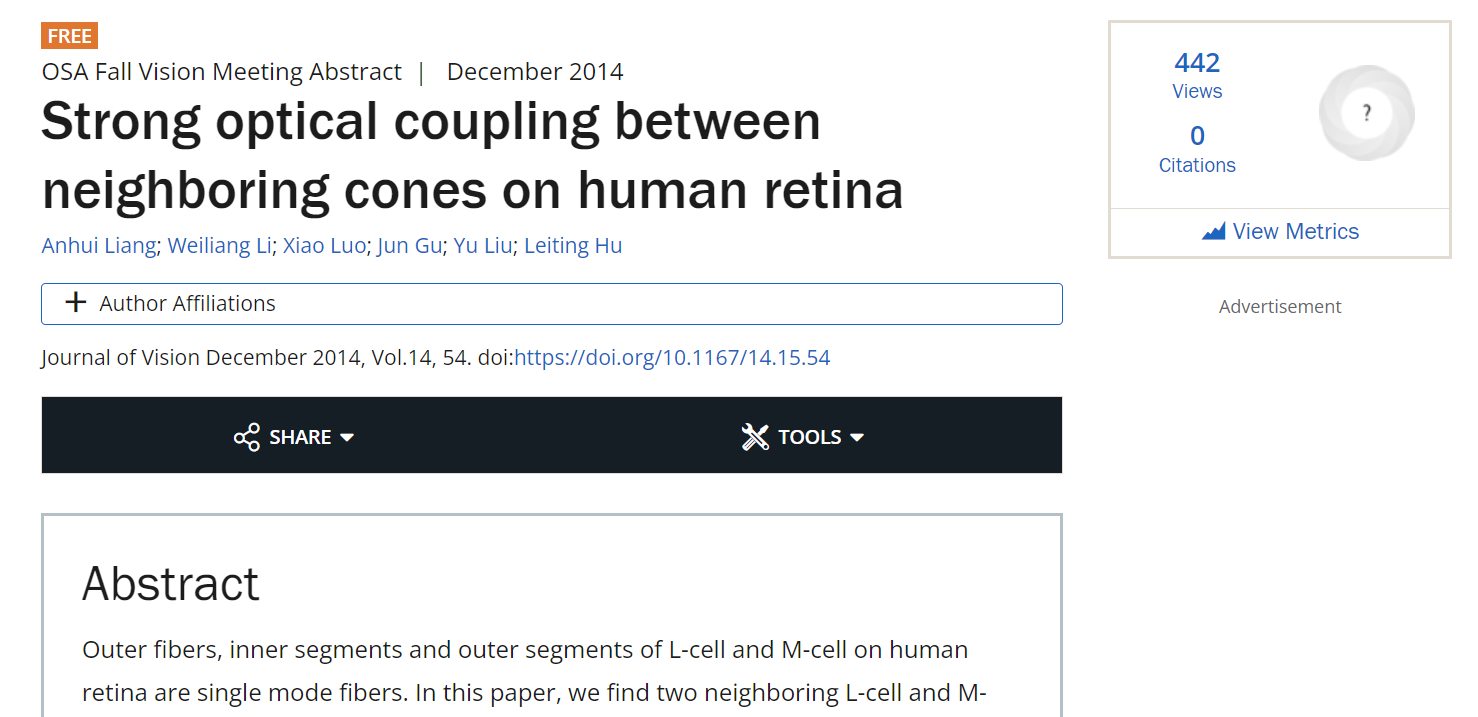 FREE
OSA Fall Vision Meeting Abstract | December 2014
Strong optical coupling between
neighboring cones on human retina
Anhui Liang; Weiliang Li; Xiao Luo; Jun Gu; Yu Liu; Leiting Hu
+ Author Affiliations
Journal of Vision December 2014, Vol.14, 54. doi:https://doi.org/10.1167/14.15.54
SHARE
TOOLS
Abstract
Outer fibers, inner segments and outer segments of L-cell and M-cell on human
retina are single mode fibers. In this paper, we find two neighboring L-cell and M-
442
Views
0
Citations
?
View Metrics
Advertisement